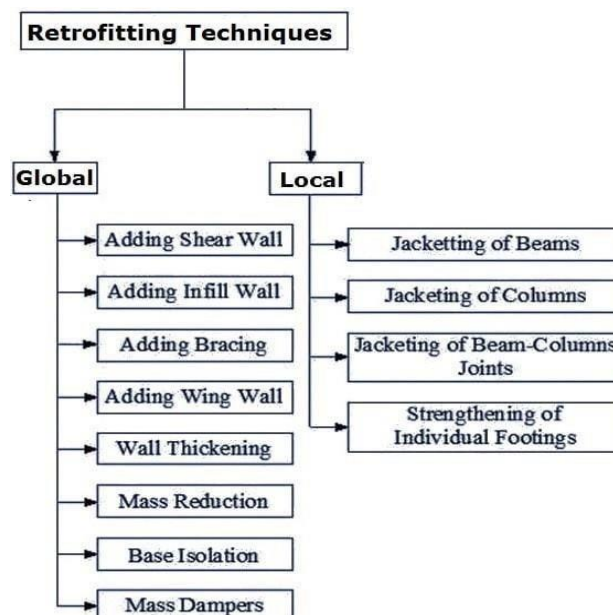 Retrofitting Techniques
Global
Local
Adding Shear Wall
Adding Infill Wall
Adding Bracing
Adding Wing Wall
Wall Thickening
Mass Reduction
Base Isolation
Mass Dampers
Jacketting of Beams
Jacketing of Columns
Jacketing of Beam-Columns
Joints
Strengthening of
Individual Footings